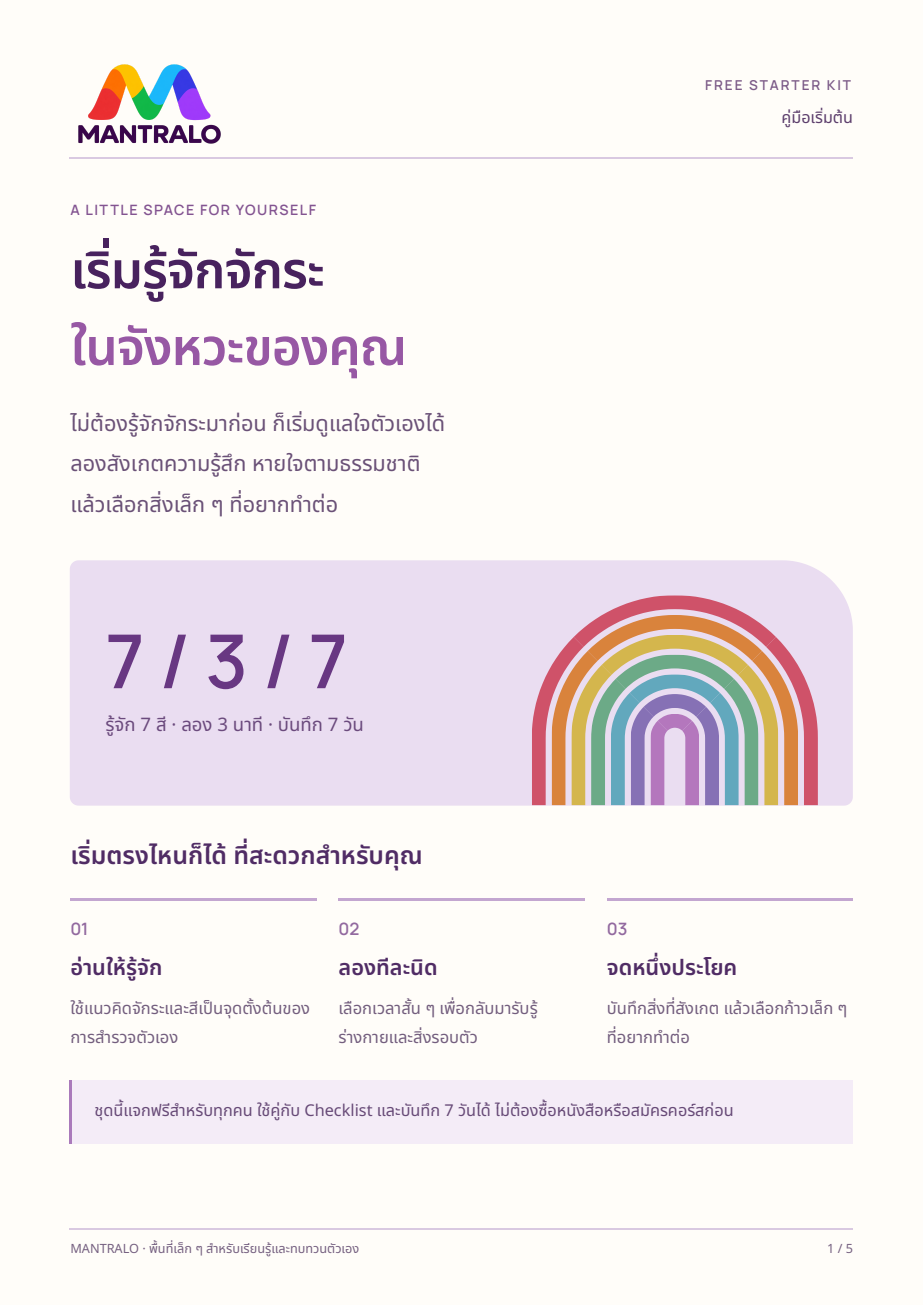 MANTRALO
FREE STARTER KIT
คู่มือเริ่มต้น
A LITTLE SPACE FOR YOURSELF
เริ่มรู้จักจักระ
ในจังหวะของคุณ
ไม่ต้องรู้จักจักระมาก่อน ก็เริ่มดูแลใจตัวเองได้
ลองสังเกตความรู้สึก หายใจตามธรรมชาติ
แล้วเลือกสิ่งเล็ก ๆ ที่อยากทำต่อ
7 / 3 / 7
รู้จัก 7 สี · ลอง 3 นาที · บันทึก 7 วัน
เริ่มตรงไหนก็ได้ ที่สะดวกสำหรับคุณ
01
อ่านให้รู้จัก
ใช้แนวคิดจักระและสีเป็นจุดตั้งต้นของ
การสำรวจตัวเอง
02
ลองทีละนิด
เลือกเวลาสั้น ๆ เพื่อกลับมารับรู้
ร่างกายและสิ่งรอบตัว
03
จดหนึ่งประโยค
บันทึกสิ่งที่สังเกต แล้วเลือกก้าวเล็ก ๆ
ที่อยากทำต่อ
ชุดนี้แจกฟรีสำหรับทุกคน ใช้คู่กับ Checklist และบันทึก 7 วันได้ ไม่ต้องซื้อหนังสือหรือสมัครคอร์สก่อน
MANTRALO · พื้นที่เล็ก ๆ สำหรับเรียนรู้และทบทวนตัวเอง
1 / 5